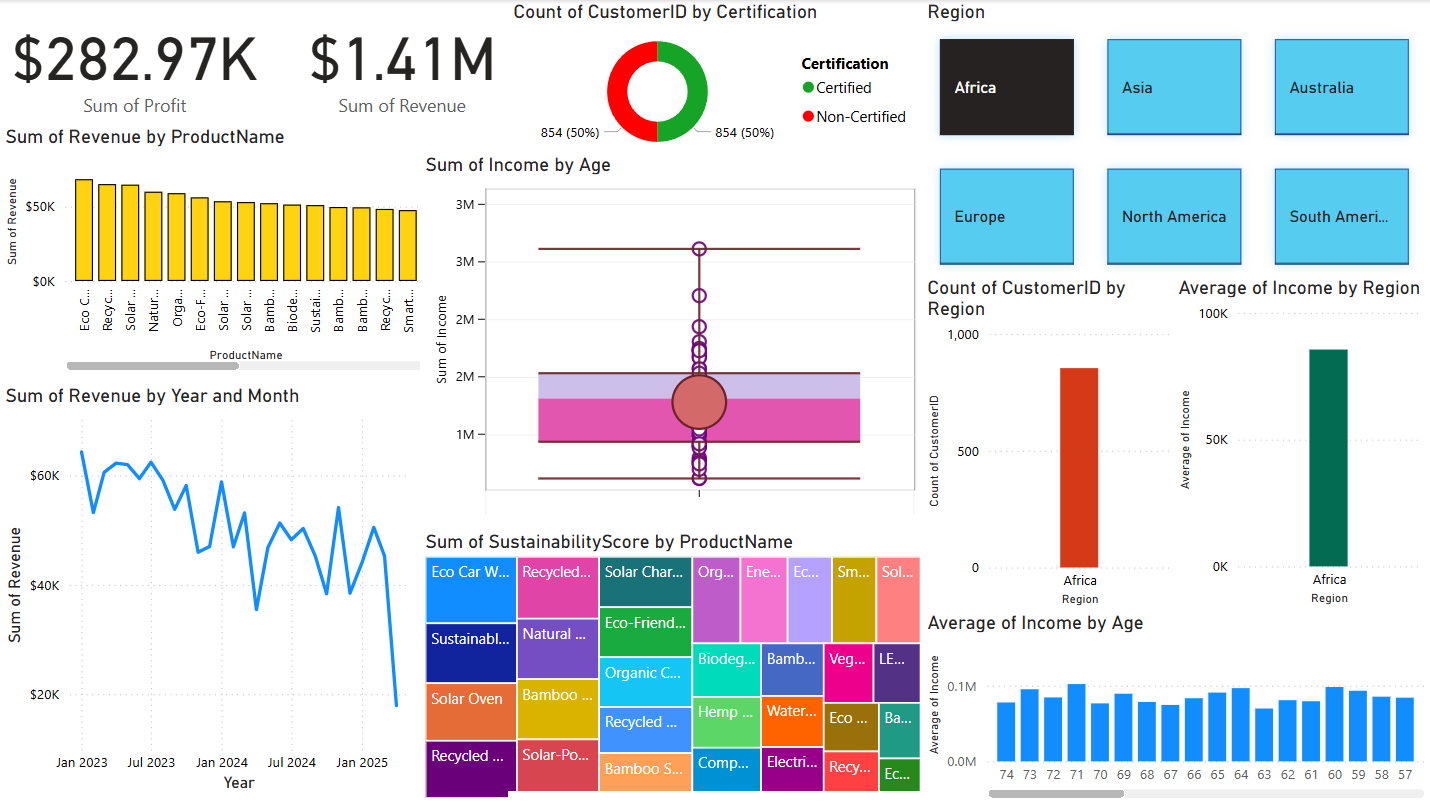 $282.97K
Sum of Profit
$1.41M
Sum of Revenue
Count of CustomerID by Certification
854 (50%)
854 (50%)
Certification
Certified
Non-Certified
Region
Africa
Asia
Australia
Europe
North America
South Ameri...
Sum of Revenue by ProductName
Sum of Revenue
$50K
$0K
Eco C...
Recyc...
Solar ...
Natur...
Orga...
Eco-F...
Solar ...
Solar ...
Bamb...
Biode...
Sustai...
Bamb...
Bamb...
Recyc...
Smart...
ProductName
Sum of Income by Age
Sum of Income
3M
3M
2M
2M
1M
Count of CustomerID by
Region
Count of CustomerID
1,000
500
0
Africa
Region
Average of Income by Region
Average of Income
100K
50K
0K
Africa
Region
Sum of Revenue by Year and Month
Sum of Revenue
$60K
$40K
$20K
Jan 2023
Jul 2023
Jan 2024
Jul 2024
Jan 2025
Year
Sum of SustainabilityScore by ProductName
Eco Car W...
Sustainabl...
Solar Oven
Recycled ...
Recycled...
Natural ...
Bamboo ...
Solar-Po...
Solar Char...
Eco-Friend...
Organic C...
Recycled ...
Bamboo S...
Org...
Ene...
Ec...
Sm...
Sol...
Biodeg...
Hemp ...
Comp...
Bamb...
Water...
Electri...
Veg...
Eco ...
Recy...
LE...
Ba...
Ec...
Average of Income by Age
Average of Income
0.1M
0.0M
74
73
72
71
70
69
68
67
66
65
64
63
62
61
60
59
58
57